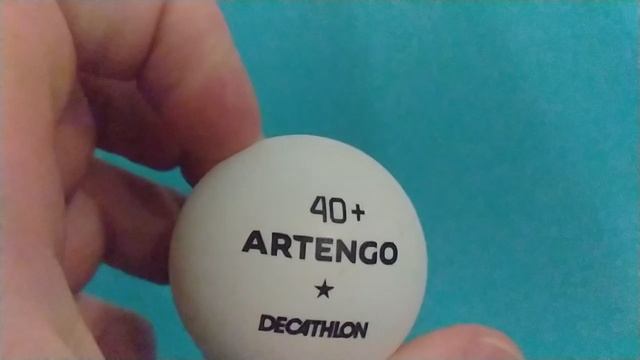 40+
ARTENGO
★
DECATHLON